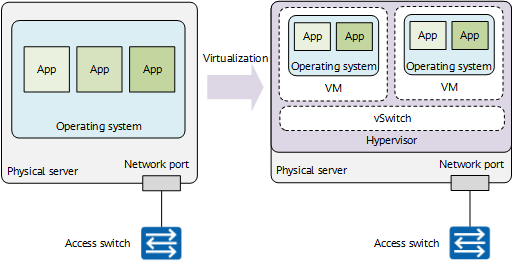 App App App
Operating system
Network port
Physical server
Access switch
Virtualization
App App
Operating system
VM
App App
Operating system
VM
vSwitch
Hypervisor
Network port
Physical server
Access switch